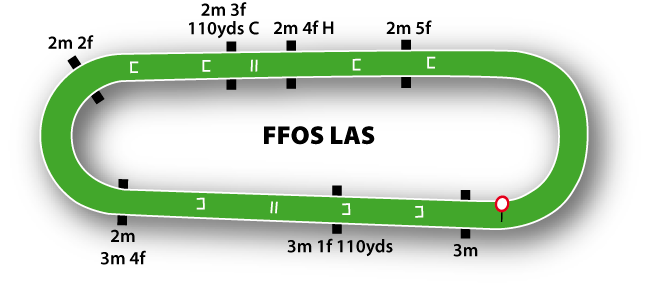 2m 3f
110yds C
2m 4f H
2m 5f
2m 2f
FFOS LAS
2m
3m 4f
3m 1f 110yds
3m